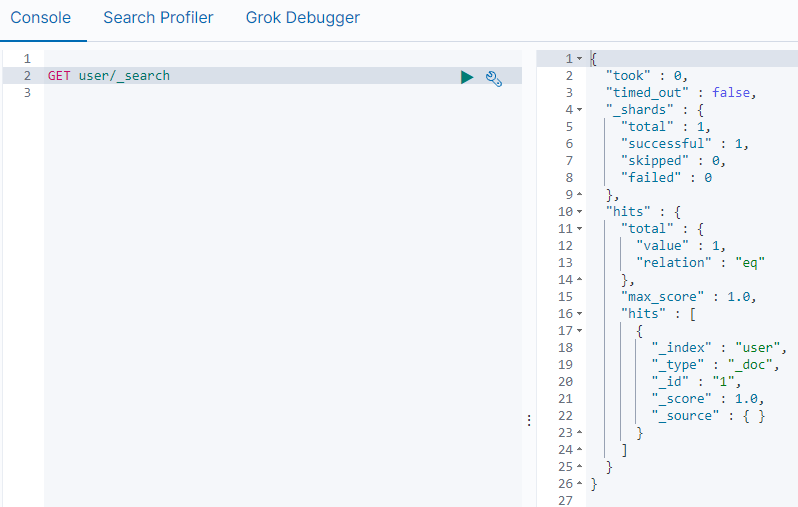 Console Search Profiler Grok Debugger
1
2 GET user/_search
3
1 {
2 "took" : 0,
3 "timed_out" : false,
4 "_shards" : {
5 "total" : 1,
6 "successful" : 1,
7 "skipped" : 0,
8 "failed" : 0
9 },
10 "hits" : {
11 "total" : {
12 "value" : 1,
13 "relation" : "eq"
14 },
15 "max_score" : 1.0,
16 "hits" : [
17 {
18 "_index" : "user",
19 "_type" : "_doc",
20 "_id" : "1",
21 "_score" : 1.0,
22 "_source" : { }
23 }
24 ]
25 }
26 }
27